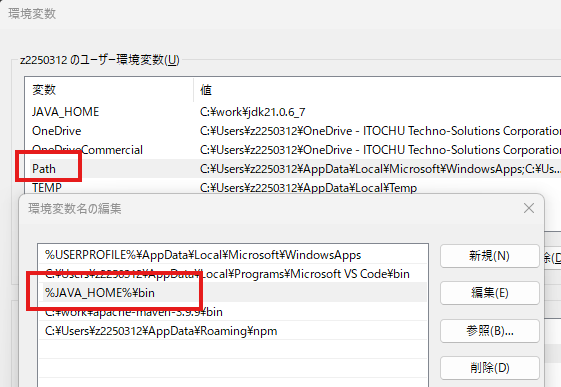 環境変数
z2250312 のユーザー環境変数(U)
変数 値
JAVA_HOME C:¥work¥jdk21.0.6_7
OneDrive C:¥Users¥z2250312¥OneDrive - ITOCHU Techno-Solutions Corporation
OneDriveCommercial C:¥Users¥z2250312¥OneDrive - ITOCHU Techno-Solutions Corporation
Path C:¥Users¥z2250312¥AppData¥Local¥Microsoft¥WindowsApps;C:¥Us...
TEMP C:¥Users¥z2250312¥AppData¥Local¥Temp
環境変数名の編集
%USERPROFILE%¥AppData¥Local¥Microsoft¥WindowsApps
C:¥Users¥z2250312¥AppData¥Local¥Programs¥Microsoft VS Code¥bin
%JAVA_HOME%¥bin
C:¥work¥apache-maven-3.9.9¥bin
C:¥Users¥z2250312¥AppData¥Roaming¥npm
新規(N)
編集(E)
参照(B)...
削除(D)